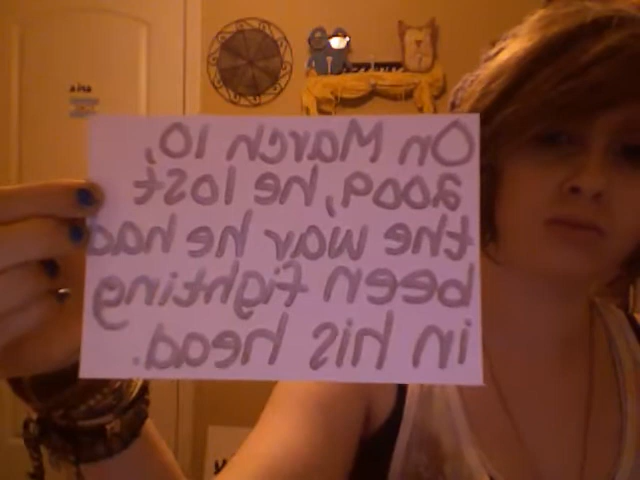 On March 10,
2009, he lost
the war he had
been fighting
in his head.